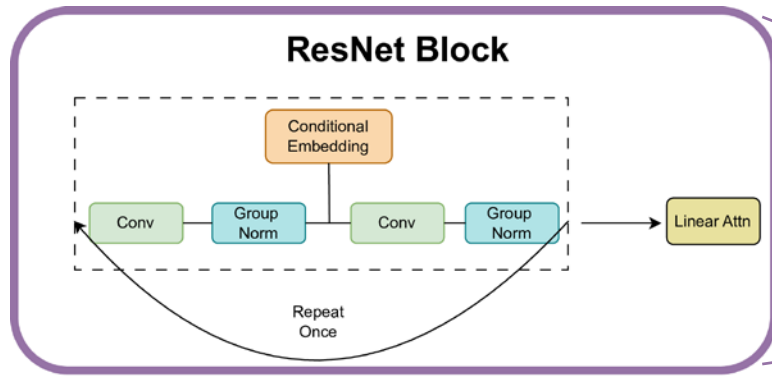 ResNet Block
Conditional
Embedding
Conv
Group
Norm
Conv
Group
Norm
Linear Attn
Repeat
Once